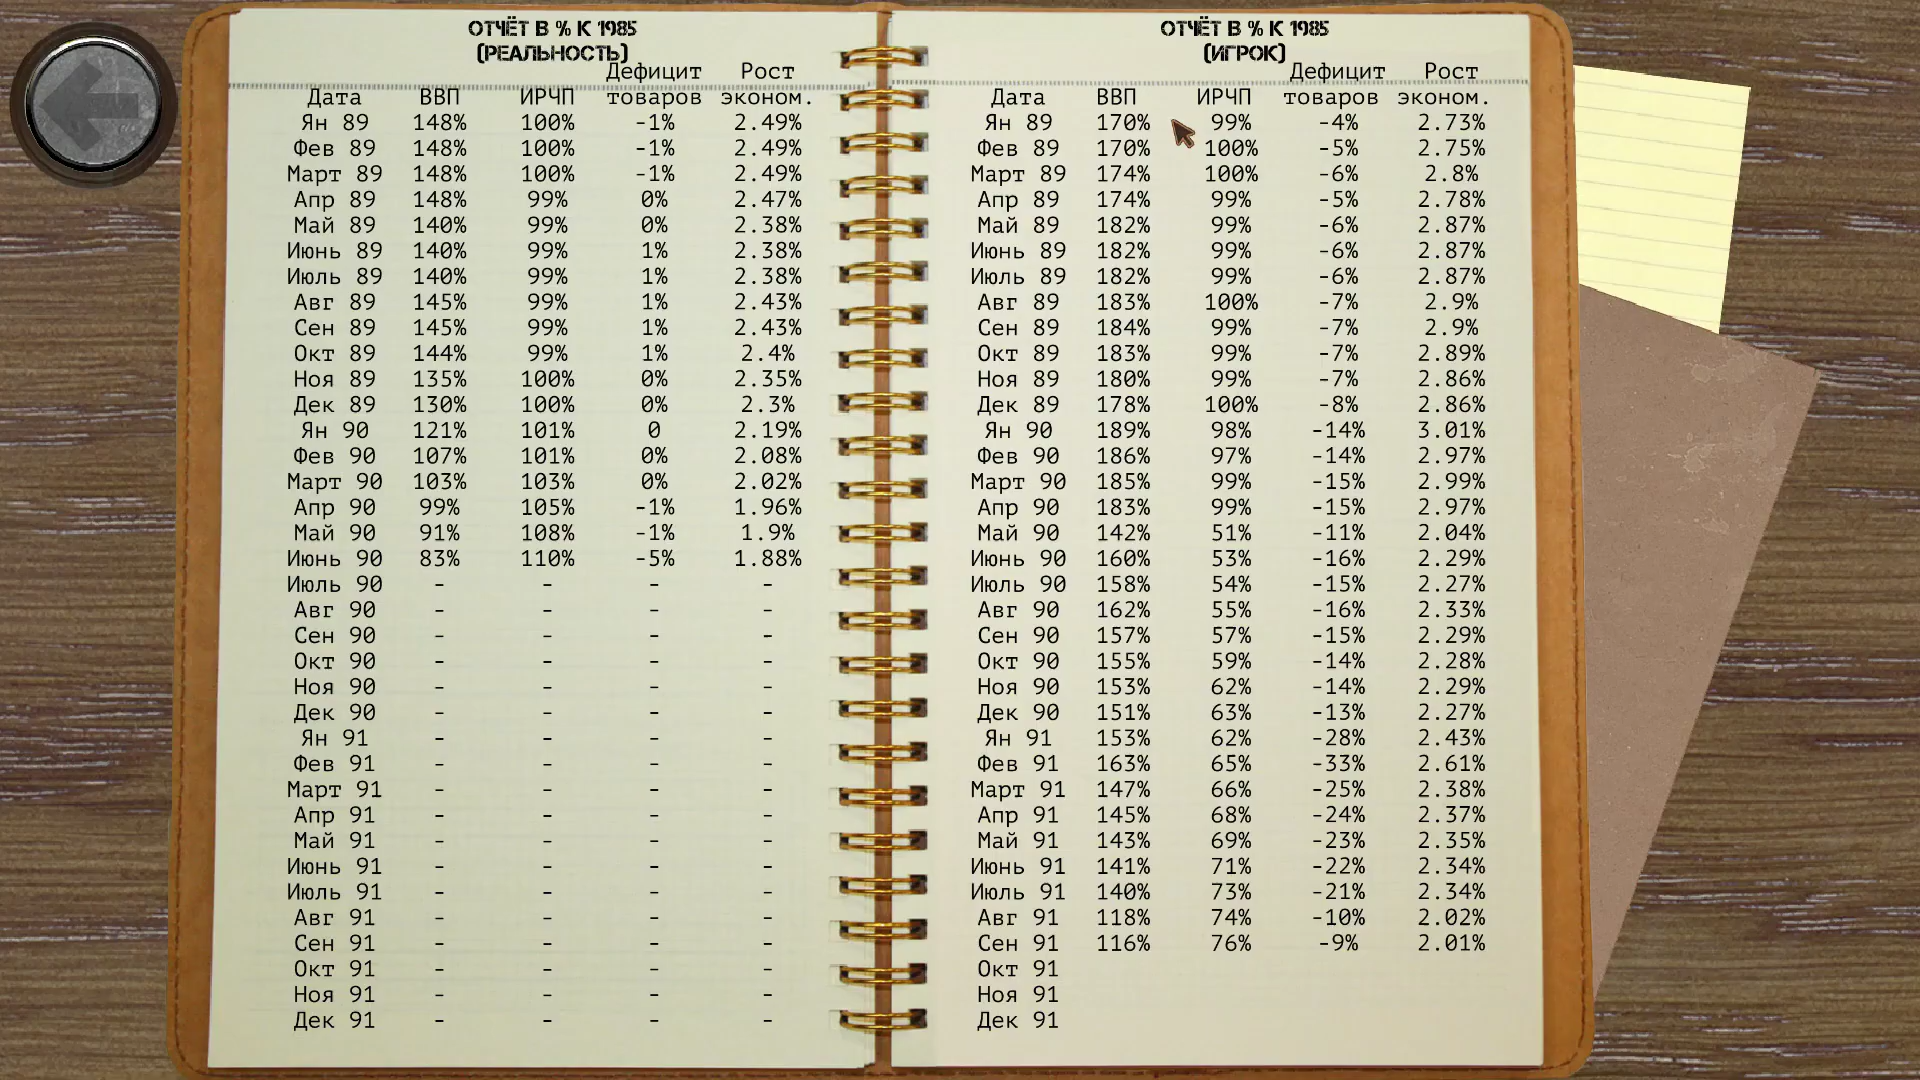 ОТЧЁТ В % К 1985
(РЕАЛЬНОСТЬ)
Дефицит Рост
Дата ВВП ИРЧП товаров эконом.
Ян 89 148% 100% -1% 2.49%
Фев 89 148% 100% -1% 2.49%
Март 89 148% 100% -1% 2.49%
Апр 89 148% 99% 0% 2.47%
Май 89 140% 99% 0% 2.38%
Июнь 89 140% 99% 1% 2.38%
Июль 89 140% 99% 1% 2.38%
Авг 89 145% 99% 1% 2.43%
Сен 89 145% 99% 1% 2.43%
Окт 89 144% 99% 1% 2.4%
Ноя 89 135% 100% 0% 2.35%
Дек 89 130% 100% 0% 2.3%
Ян 90 121% 101% 0 2.19%
Фев 90 107% 101% 0% 2.08%
Март 90 103% 103% 0% 2.02%
Апр 90 99% 105% -1% 1.96%
Май 90 91% 108% -1% 1.9%
Июнь 90 83% 110% -5% 1.88%
Июль 90 - - - -
Авг 90 - - - -
Сен 90 - - - -
Окт 90 - - - -
Ноя 90 - - - -
Дек 90 - - - -
Ян 91 - - - -
Фев 91 - - - -
Март 91 - - - -
Апр 91 - - - -
Май 91 - - - -
Июнь 91 - - - -
Июль 91 - - - -
Авг 91 - - - -
Сен 91 - - - -
Окт 91 - - - -
Ноя 91 - - - -
Дек 91 - - - -
ОТЧЁТ В % К 1985
(ИГРОК)
Дефицит Рост
Дата ВВП ИРЧП товаров эконом.
Ян 89 170% 99% -4% 2.73%
Фев 89 170% 100% -5% 2.75%
Март 89 174% 100% -6% 2.8%
Апр 89 174% 99% -5% 2.78%
Май 89 182% 99% -6% 2.87%
Июнь 89 182% 99% -6% 2.87%
Июль 89 182% 99% -6% 2.87%
Авг 89 183% 100% -7% 2.9%
Сен 89 184% 99% -7% 2.9%
Окт 89 183% 99% -7% 2.89%
Ноя 89 180% 99% -7% 2.86%
Дек 89 178% 100% -8% 2.86%
Ян 90 189% 98% -14% 3.01%
Фев 90 186% 97% -14% 2.97%
Март 90 185% 99% -15% 2.99%
Апр 90 183% 99% -15% 2.97%
Май 90 142% 51% -11% 2.04%
Июнь 90 160% 53% -16% 2.29%
Июль 90 158% 54% -15% 2.27%
Авг 90 162% 55% -16% 2.33%
Сен 90 157% 57% -15% 2.29%
Окт 90 155% 59% -14% 2.28%
Ноя 90 153% 62% -14% 2.29%
Дек 90 151% 63% -13% 2.27%
Ян 91 153% 62% -28% 2.43%
Фев 91 163% 65% -33% 2.61%
Март 91 147% 66% -25% 2.38%
Апр 91 145% 68% -24% 2.37%
Май 91 143% 69% -23% 2.35%
Июнь 91 141% 71% -22% 2.34%
Июль 91 140% 73% -21% 2.34%
Авг 91 118% 74% -10% 2.02%
Сен 91 116% 76% -9% 2.01%
Окт 91
Ноя 91
Дек 91